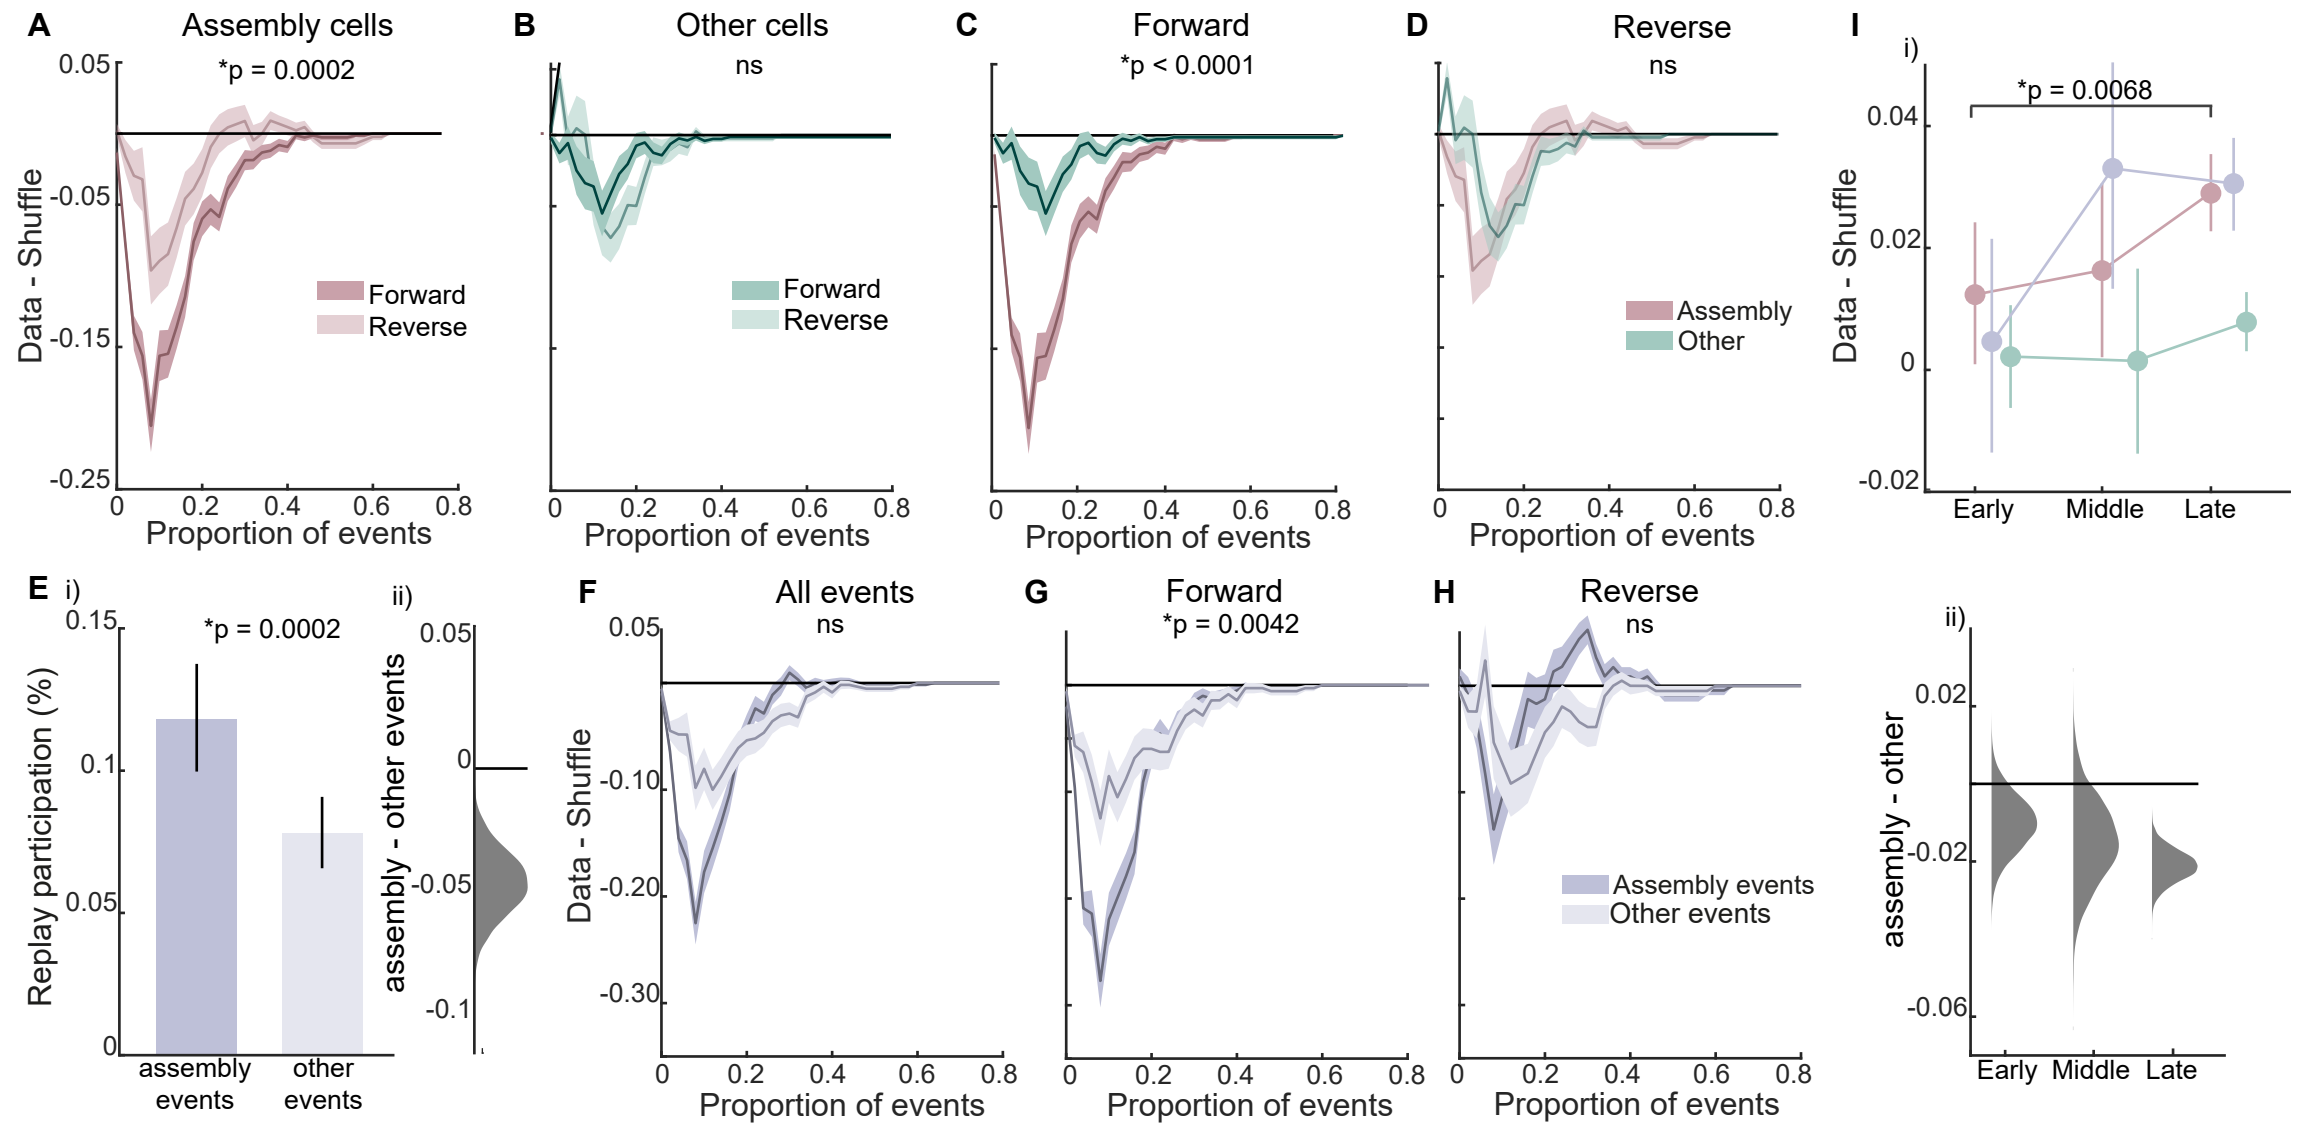 A
Assembly cells
*p = 0.0002
0.05
-0.05
-0.15
-0.25
Data - Shuffle
Forward
Reverse
0
0.2
0.4
0.6
0.8
Proportion of events
B
Other cells
ns
Forward
Reverse
0
0.2
0.4
0.6
0.8
Proportion of events
C
Forward
*p < 0.0001
0
0.2
0.4
0.6
0.8
Proportion of events
D
Reverse
ns
Assembly
Other
0
0.2
0.4
0.6
0.8
Proportion of events
I
i)
*p = 0.0068
0.04
0.02
0
-0.02
Data - Shuffle
Early
Middle
Late
E
i)
0.15
*p = 0.0002
0.1
0.05
0
Replay participation (%)
assembly
events
other
events
ii)
0.05
0
-0.05
-0.1
assembly - other events
F
All events
ns
0.05
-0.10
-0.20
-0.30
Data - Shuffle
0
0.2
0.4
0.6
0.8
Proportion of events
G
Forward
*p = 0.0042
0
0.2
0.4
0.6
0.8
Proportion of events
H
Reverse
ns
Assembly events
Other events
0
0.2
0.4
0.6
0.8
Proportion of events
ii)
0.02
-0.02
-0.06
assembly - other
Early
Middle
Late